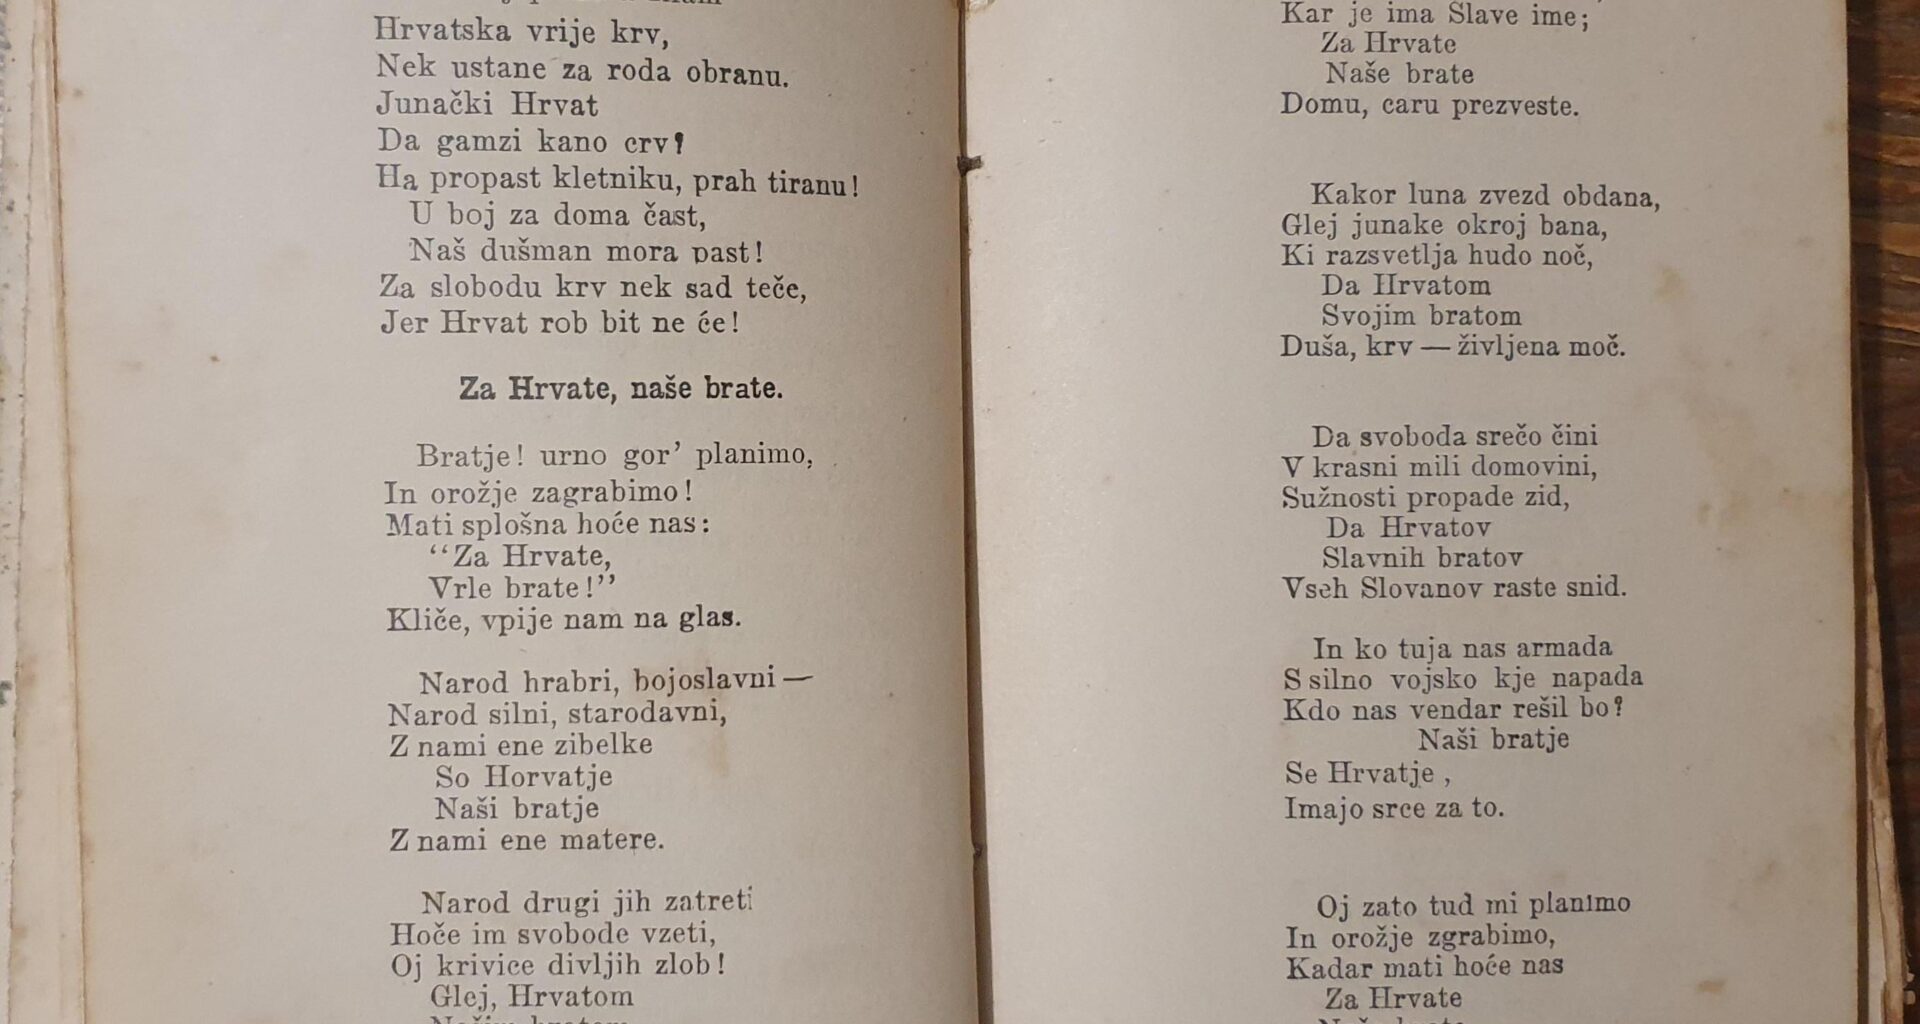 Hrvatska vrije krv,
Nek ustane za roda obranu.
Junački Hrvat
Da gamzi kano crv?
Ha propast kletniku, prah tiranu!
U boj za doma čast,
Naš dušman mora past!
Za slobodu krv nek sad teče,
Jer Hrvat rob bit ne će!
Za Hrvate, naše brate.
Bratje! urno gor’ planimo,
In orožje zagrabimo!
Mati splošna hoće nas:
“Za Hrvate,
Vrle brate!”
Kliče, vpije nam na glas.
Narod hrabri, bojoslavni —
Narod silni, starodavni,
Z nami ene zibelke
So Horvatje
Naši bratje
Z nami ene matere.
Narod drugi jih zatreti
Hoče im svobode vzeti,
Oj krivice divljih zlob!
Glej, Hrvatom
Kar je ima Slave ime;
Za Hrvate
Naše brate
Domu, caru prezveste.
Kakor luna zvezd obdana,
Glej junake okroj bana,
Ki razsvetlja hudo noč,
Da Hrvatom
Svojim bratom
Duša, krv — življena moč.
Da svoboda srečo čini
V krasni mili domovini,
Sužnosti propade zid,
Da Hrvatov
Slavnih bratov
Vseh Slovanov raste snid.
In ko tuja nas armada
S silno vojsko kje napada
Kdo nas vendar rešil bo?
Naši bratje
Se Hrvatje ,
Imajo srce za to.
Oj zato tud mi planimo
In orožje zgrabimo,
Kadar mati hoće nas
Za Hrvate